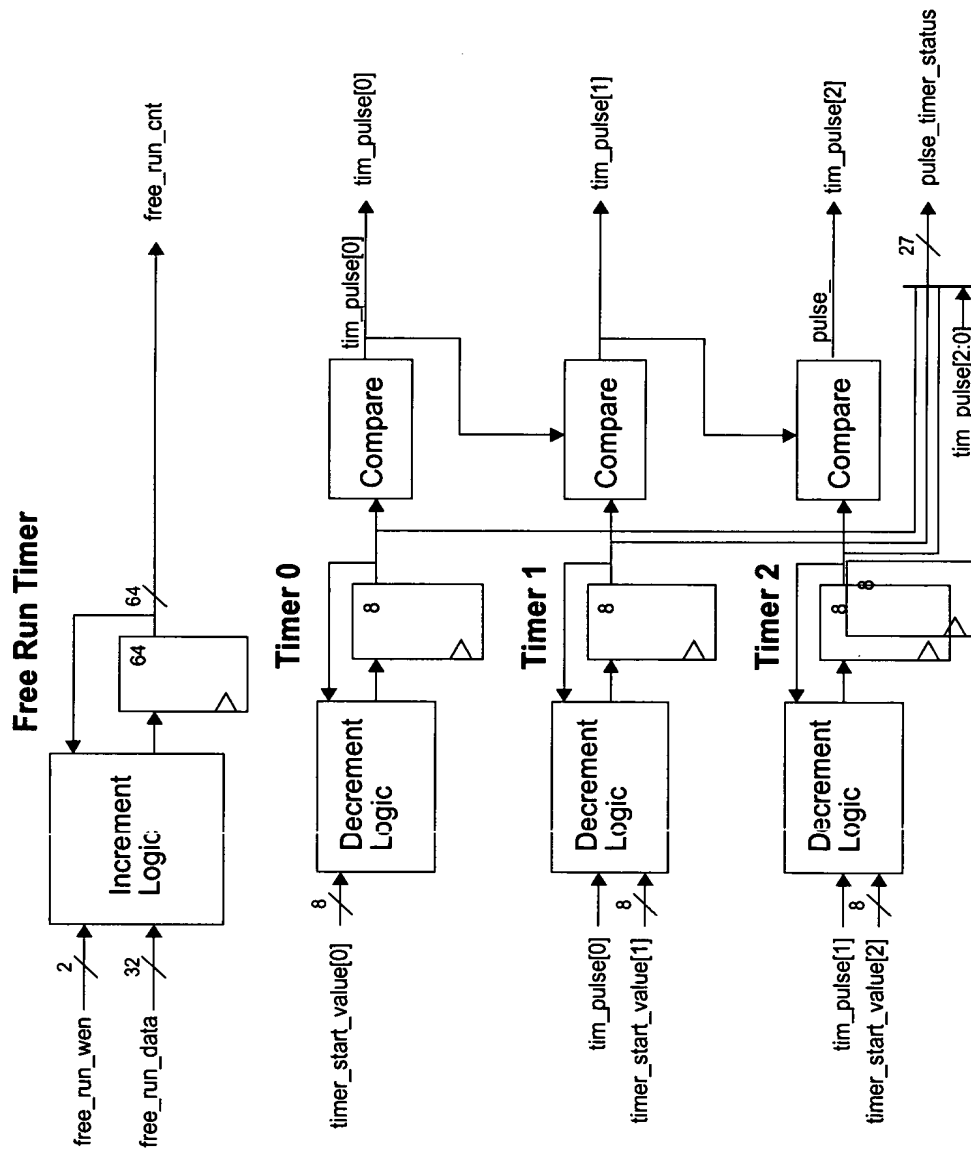 Free Run Timer
free_run_wen
2
free_run_data
32
Increment
Logic
64
64
free_run_cnt
Timer 0
timer_start_value[0]
8
Decrement
Logic
8
Compare
tim_pulse[0]
tim_pulse[0]
Timer 1
tim_pulse[0]
timer_start_value[1]
8
Decrement
Logic
8
Compare
tim_pulse[1]
Timer 2
tim_pulse[1]
timer_start_value[2]
8
Decrement
Logic
8
8
Compare
pulse_
tim_pulse[2]
tim_pulse[2:0]
27
pulse_timer_status